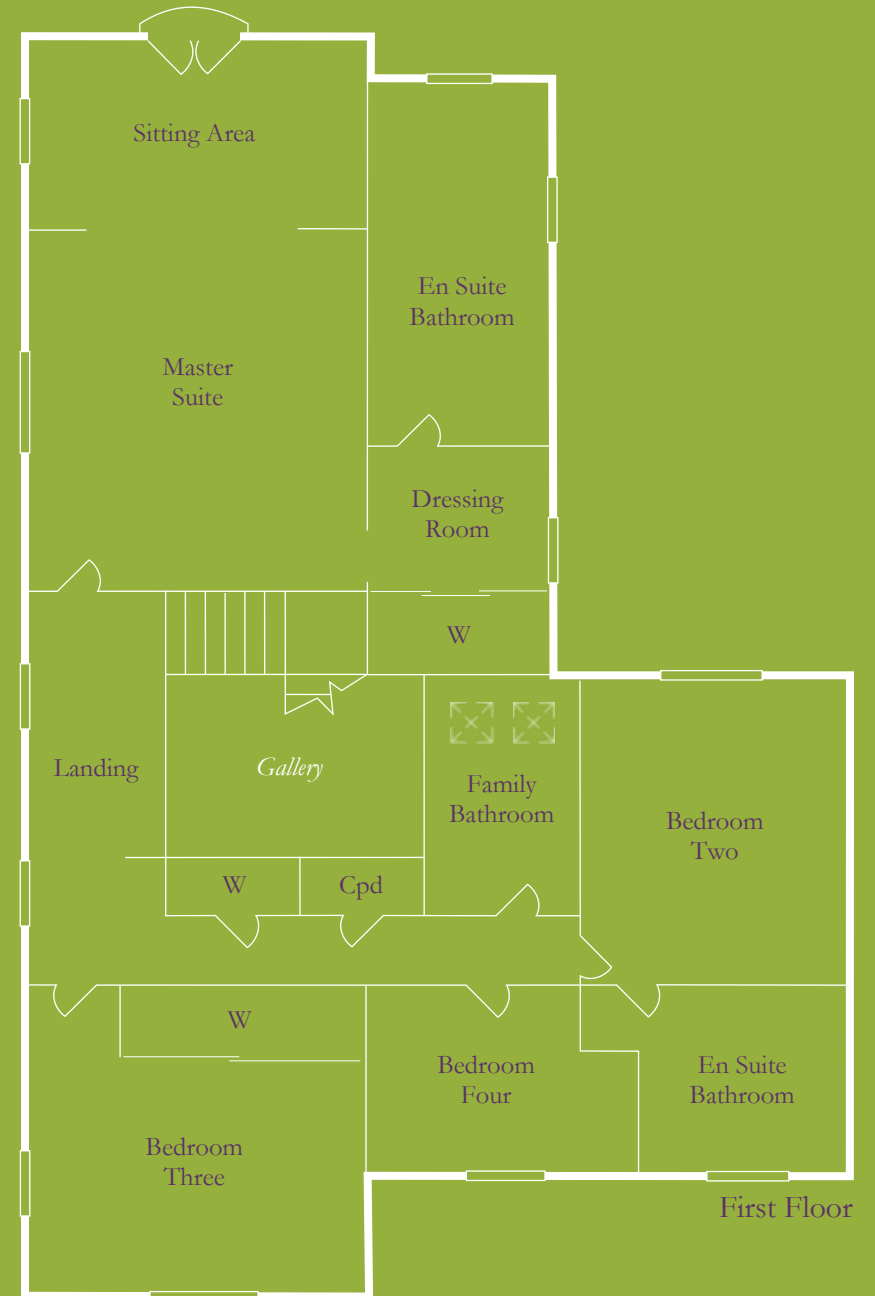 Sitting Area
En Suite
Bathroom
Master
Suite
Dressing
Room
W
Landing
Gallery
Family
Bathroom
Bedroom
Two
W
Cpd
W
Bedroom
Four
En Suite
Bathroom
Bedroom
Three
First Floor